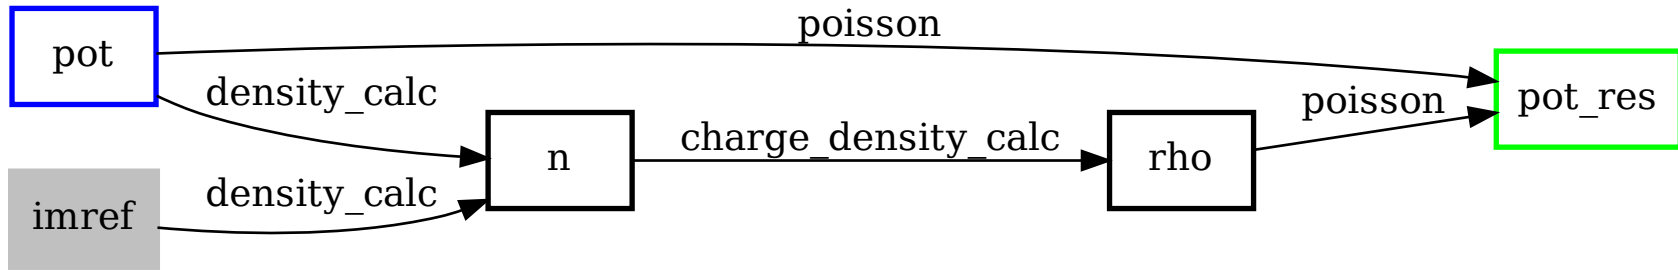 pot
poisson
density_calc
n
charge_density_calc
rho
poisson
pot_res
imref
density_calc